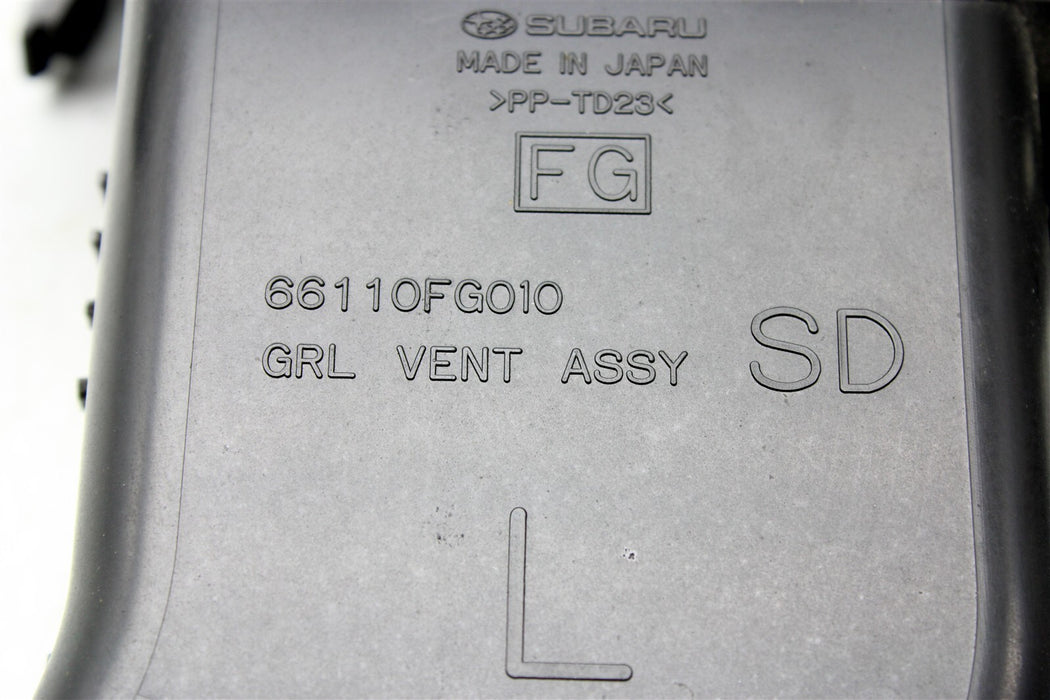 SUBARU
MADE IN JAPAN
>PP-TD23<
FG
66110FG010
GRL VENT ASSY
SD
L